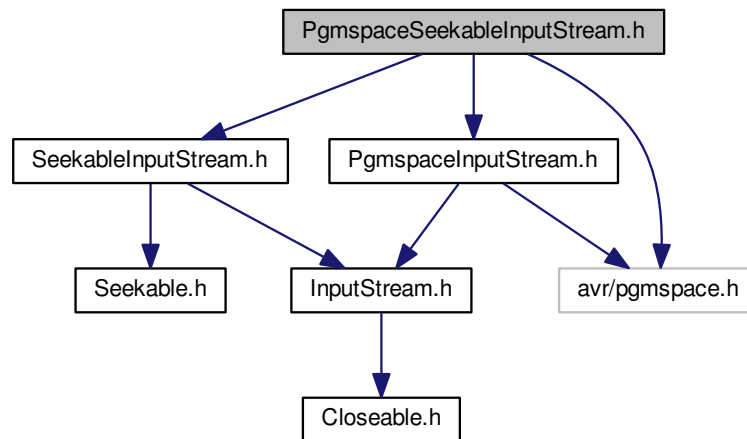 PgmspaceSeekableInputStream.h
SeekableInputStream.h
PgmspaceInputStream.h
Seekable.h
InputStream.h
avr/pgmspace.h
Closeable.h